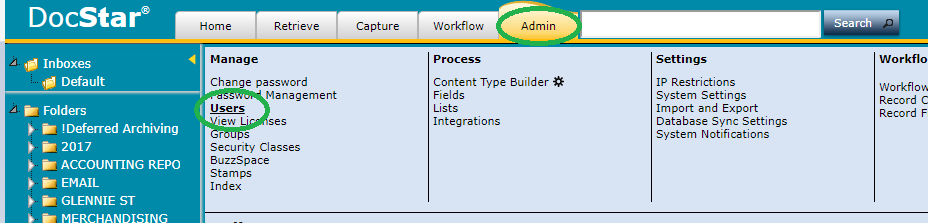 DocStar®
Home Retrieve Capture Workflow Admin Search
Inboxes
Default
Folders
!Deferred Archiving
2017
ACCOUNTING REPO
EMAIL
GLENNIE ST
MERCHANDISING
Manage
Change password
Password Management
Users
View Licenses
Groups
Security Classes
BuzzSpace
Stamps
Index
Process
Content Type Builder
Fields
Lists
Integrations
Settings
IP Restrictions
System Settings
Import and Export
Database Sync Settings
System Notifications
Workflo
Workflow
Record C
Record F